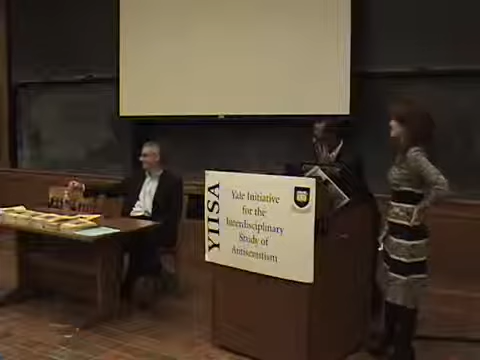 YIISA
Yale Initiative
for the
Interdisciplinary
Study of
Antisemitism